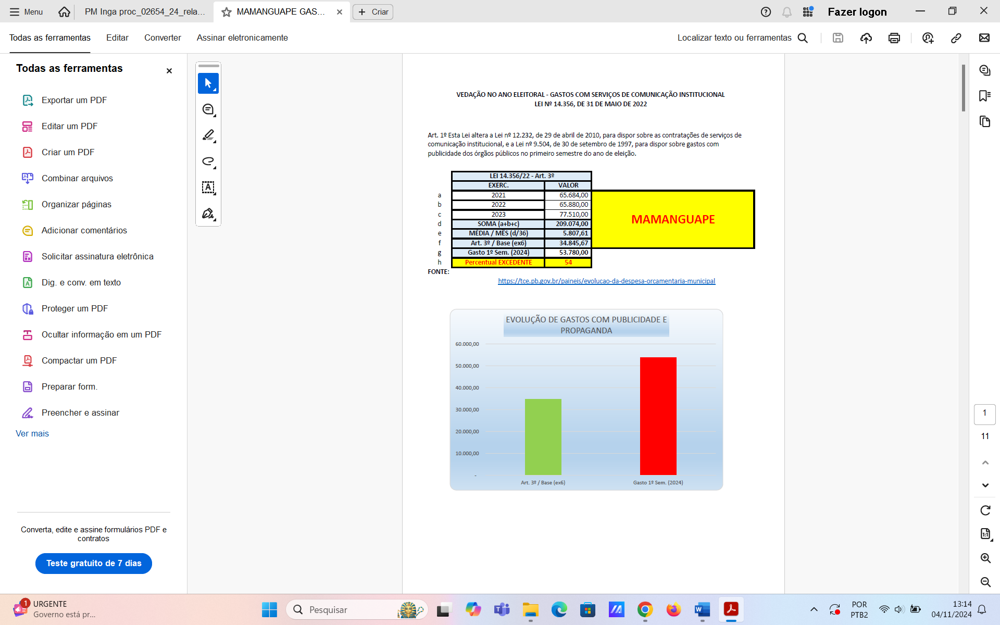 Menu
PM Inga proc_02654_24_rela...
MAMANGUAPE GAS...
Criar
Fazer logon
Todas as ferramentas
Editar
Converter
Assinar eletronicamente
Localizar texto ou ferramentas
Todas as ferramentas
Exportar um PDF
Editar um PDF
Criar um PDF
Combinar arquivos
Organizar páginas
Adicionar comentários
Solicitar assinatura eletrônica
Dig. e conv. em texto
Proteger um PDF
Ocultar informação em um PDF
Compactar um PDF
Preparar form.
Preencher e assinar
Ver mais
Converta, edite e assine formulários PDF e
contratos
Teste gratuito de 7 dias
VEDAÇÃO NO ANO ELEITORAL - GASTOS COM SERVIÇOS DE COMUNICAÇÃO INSTITUCIONAL
LEI Nº 14.356, DE 31 DE MAIO DE 2022
Art. 1º Esta Lei altera a Lei nº 12.232, de 29 de abril de 2010, para dispor sobre as contratações de serviços de
comunicação institucional, e a Lei nº 9.504, de 30 de setembro de 1997, para dispor sobre gastos com
publicidade dos órgãos públicos no primeiro semestre do ano de eleição.
LEI 14.356/22 - Art. 3º
EXERC. VALOR
a 2021 65.684,00
b 2022 65.880,00
c 2023 77.510,00
d SOMA (a+b+c) 209.074,00
e MÉDIA / MÊS (d/36) 5.807,61
f Art. 3º / Base (ex6) 34.845,67
g Gasto 1º Sem. (2024) 53.780,00
h Percentual EXCEDENTE 54
MAMANGUAPE
FONTE:
https://tce.pb.gov.br/paineis/evolucao-da-despesa-orcamentaria-municipal
EVOLUÇÃO DE GASTOS COM PUBLICIDADE E
PROPAGANDA
60.000,00
50.000,00
40.000,00
30.000,00
20.000,00
10.000,00
-
Art. 3º / Base (ex6)
Gasto 1º Sem. (2024)
1
11
1:1
1
URGENTE
Governo está pr...
Pesquisar
POR
PTB2
13:14
04/11/2024